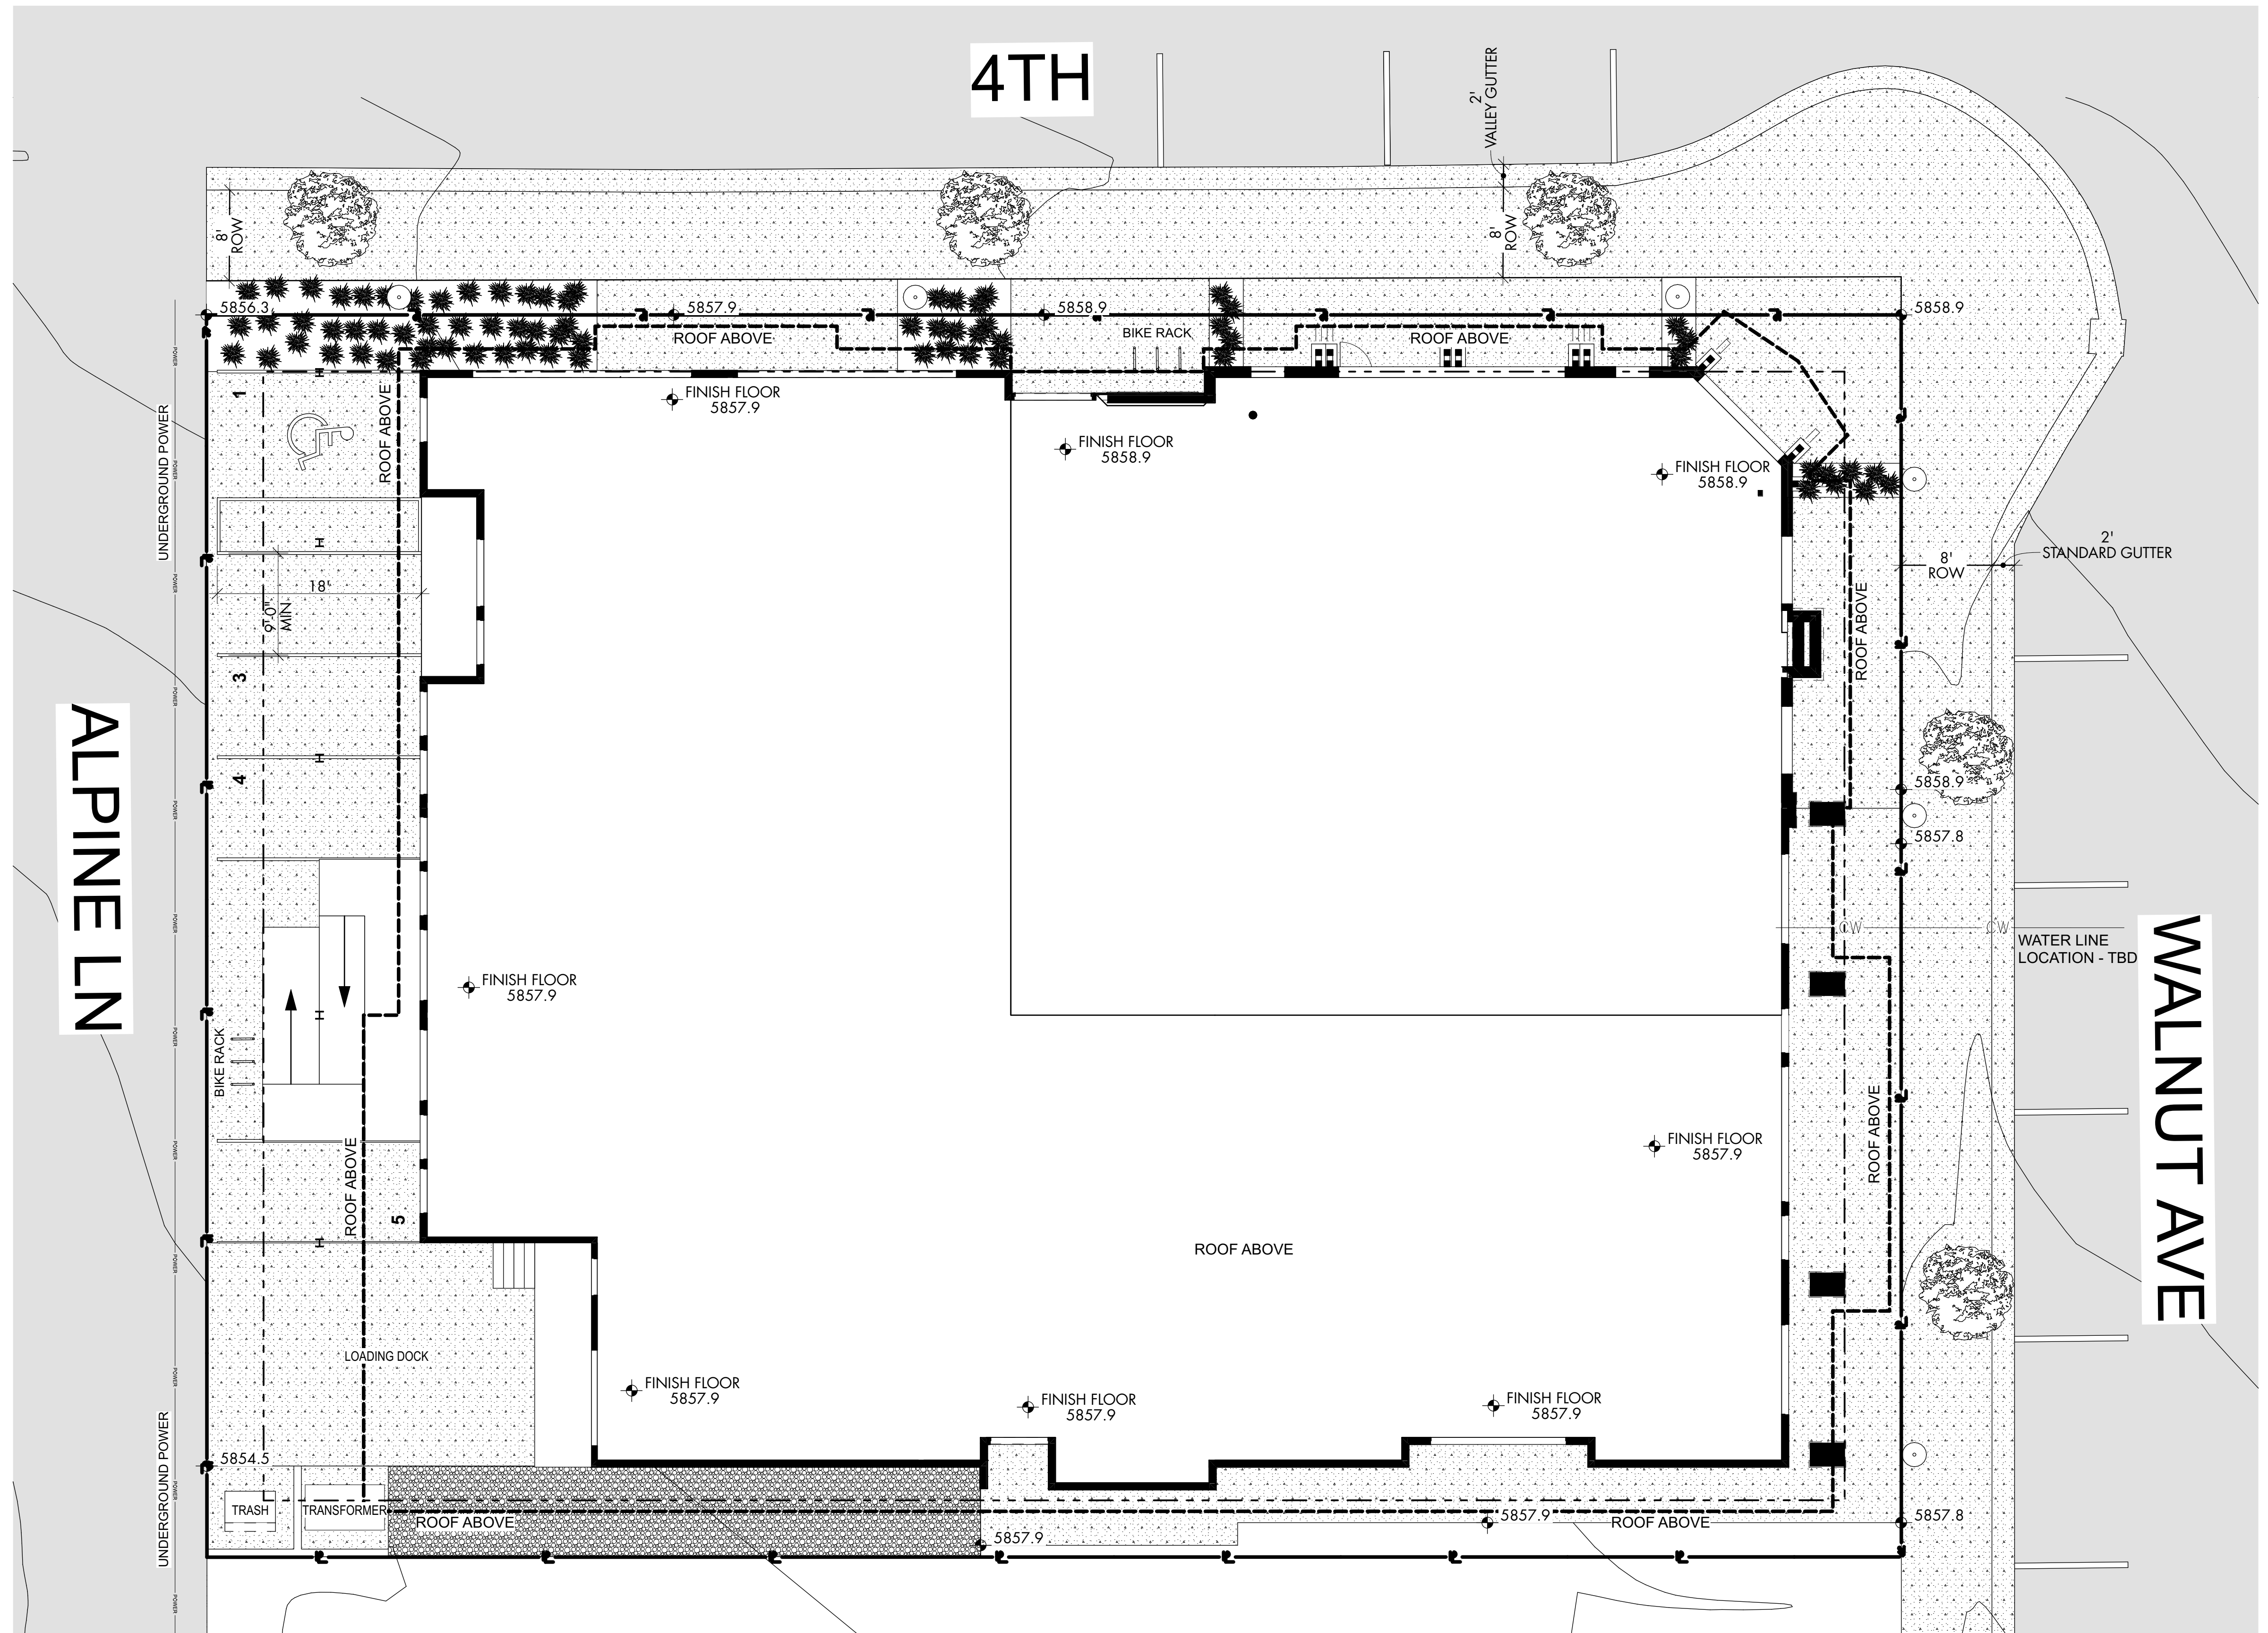 4TH
2'
VALLEY GUTTER
8'
ROW
8'
ROW
5856.3
5857.9
5858.9
5858.9
ROOF ABOVE
BIKE RACK
ROOF ABOVE
UNDERGROUND POWER
POWER
1
ROOF ABOVE
FINISH FLOOR
5857.9
FINISH FLOOR
5858.9
FINISH FLOOR
5858.9
18'
9'-0"
MIN
8'
ROW
2'
STANDARD GUTTER
ROOF ABOVE
3
4
ALPINE LN
5858.9
5857.8
CW
CW
WATER LINE
LOCATION - TBD
WALNUT AVE
FINISH FLOOR
5857.9
BIKE RACK
ROOF ABOVE
5
FINISH FLOOR
5857.9
ROOF ABOVE
ROOF ABOVE
LOADING DOCK
FINISH FLOOR
5857.9
FINISH FLOOR
5857.9
FINISH FLOOR
5857.9
UNDERGROUND POWER
5854.5
TRASH
TRANSFORMER
ROOF ABOVE
5857.9
5857.9
ROOF ABOVE
5857.8